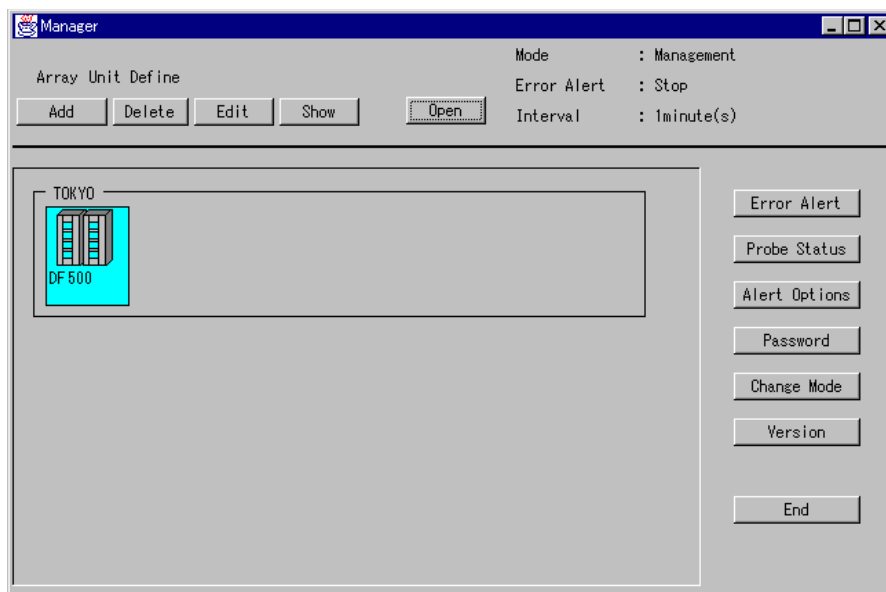 Manager
Array Unit Define
Add Delete Edit Show Open
Mode : Management
Error Alert : Stop
Interval : 1minute(s)
TOKYO
DF500
Error Alert
Probe Status
Alert Options
Password
Change Mode
Version
End